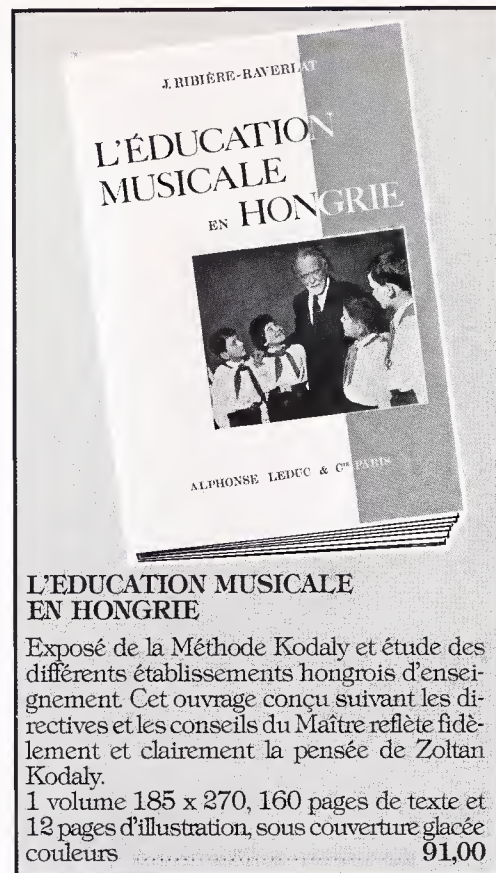 J. RIBIÈRE-RAVERLAT
L'ÉDUCATION
MUSICALE
EN HONGRIE
ALPHONSE LEDUC & Cie PARIS
L'EDUCATION MUSICALE
EN HONGRIE
Exposé de la Méthode Kodaly et étude des
différents établissements hongrois d'ensei-
gnement. Cet ouvrage conçu suivant les di-
rectives et les conseils du Maître reflète fidè-
lement et clairement la pensée de Zoltan
Kodaly.
1 volume 185 x 270, 160 pages de texte et
12 pages d'illustration, sous couverture glacée
couleurs .................... 91,00